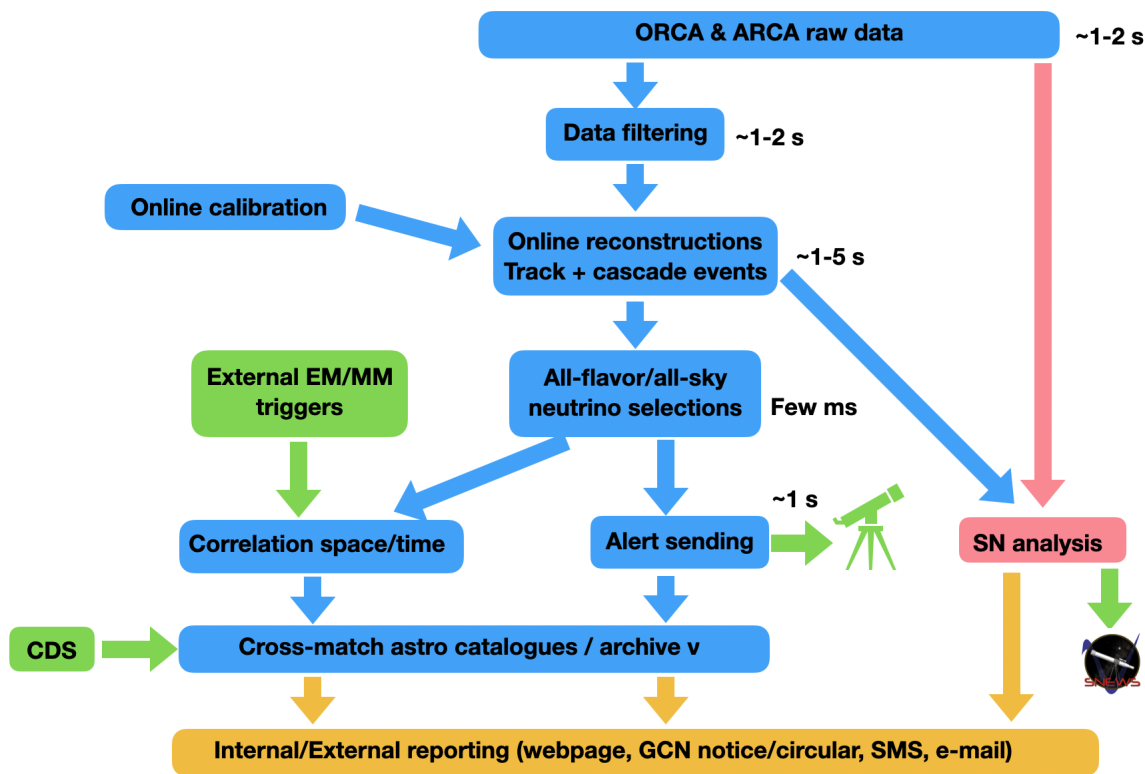 ORCA & ARCA raw data
~1-2 s
Data filtering
~1-2 s
Online calibration
Online reconstructions
Track + cascade events
~1-5 s
External EM/MM
triggers
All-flavor/all-sky
neutrino selections
Few ms
~1 s
Correlation space/time
Alert sending
SN analysis
CDS
Cross-match astro catalogues / archive ν
SNEWS
Internal/External reporting (webpage, GCN notice/circular, SMS, e-mail)